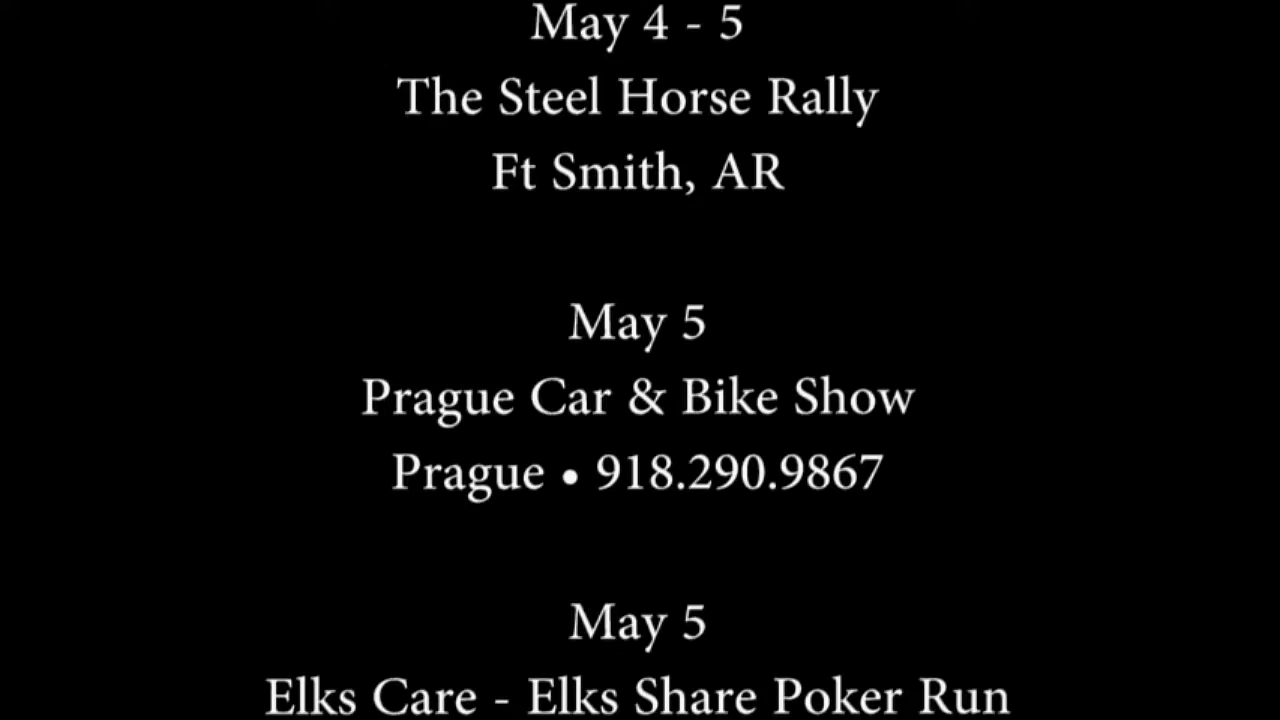 May 4 - 5
The Steel Horse Rally
Ft Smith, AR
May 5
Prague Car & Bike Show
Prague • 918.290.9867
May 5
Elks Care - Elks Share Poker Run